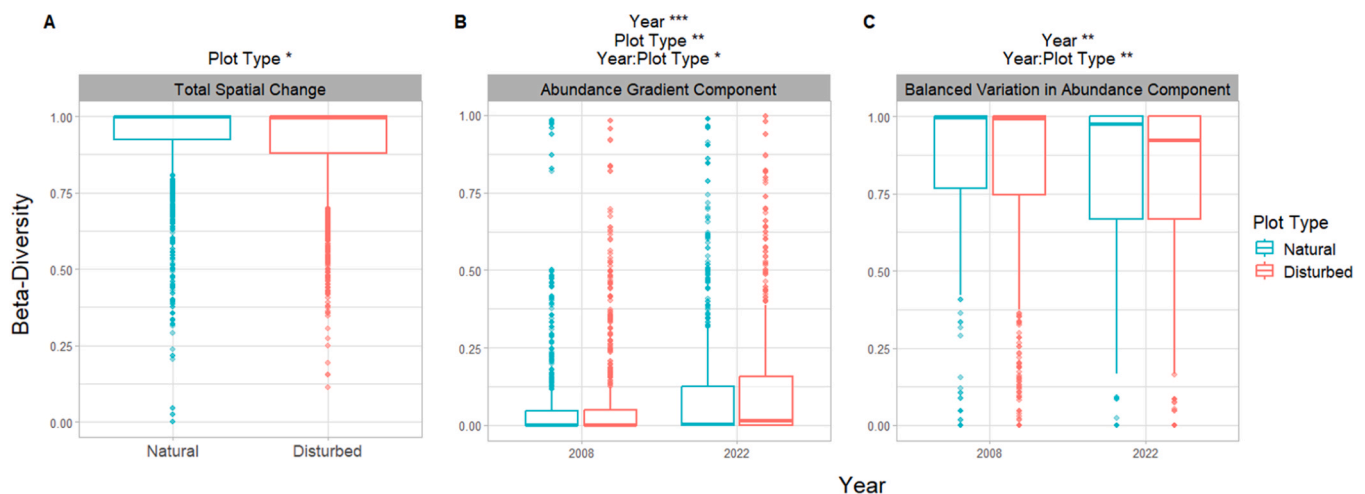 A
Plot Type *
Total Spatial Change
Beta-Diversity
1.00
0.75
0.50
0.25
0.00
Natural
Disturbed
B
Year ***
Plot Type **
Year:Plot Type *
Abundance Gradient Component
1.00
0.75
0.50
0.25
0.00
2008
2022
C
Year **
Year:Plot Type **
Balanced Variation in Abundance Component
1.00
0.75
0.50
0.25
0.00
2008
2022
Year
Plot Type
Natural
Disturbed